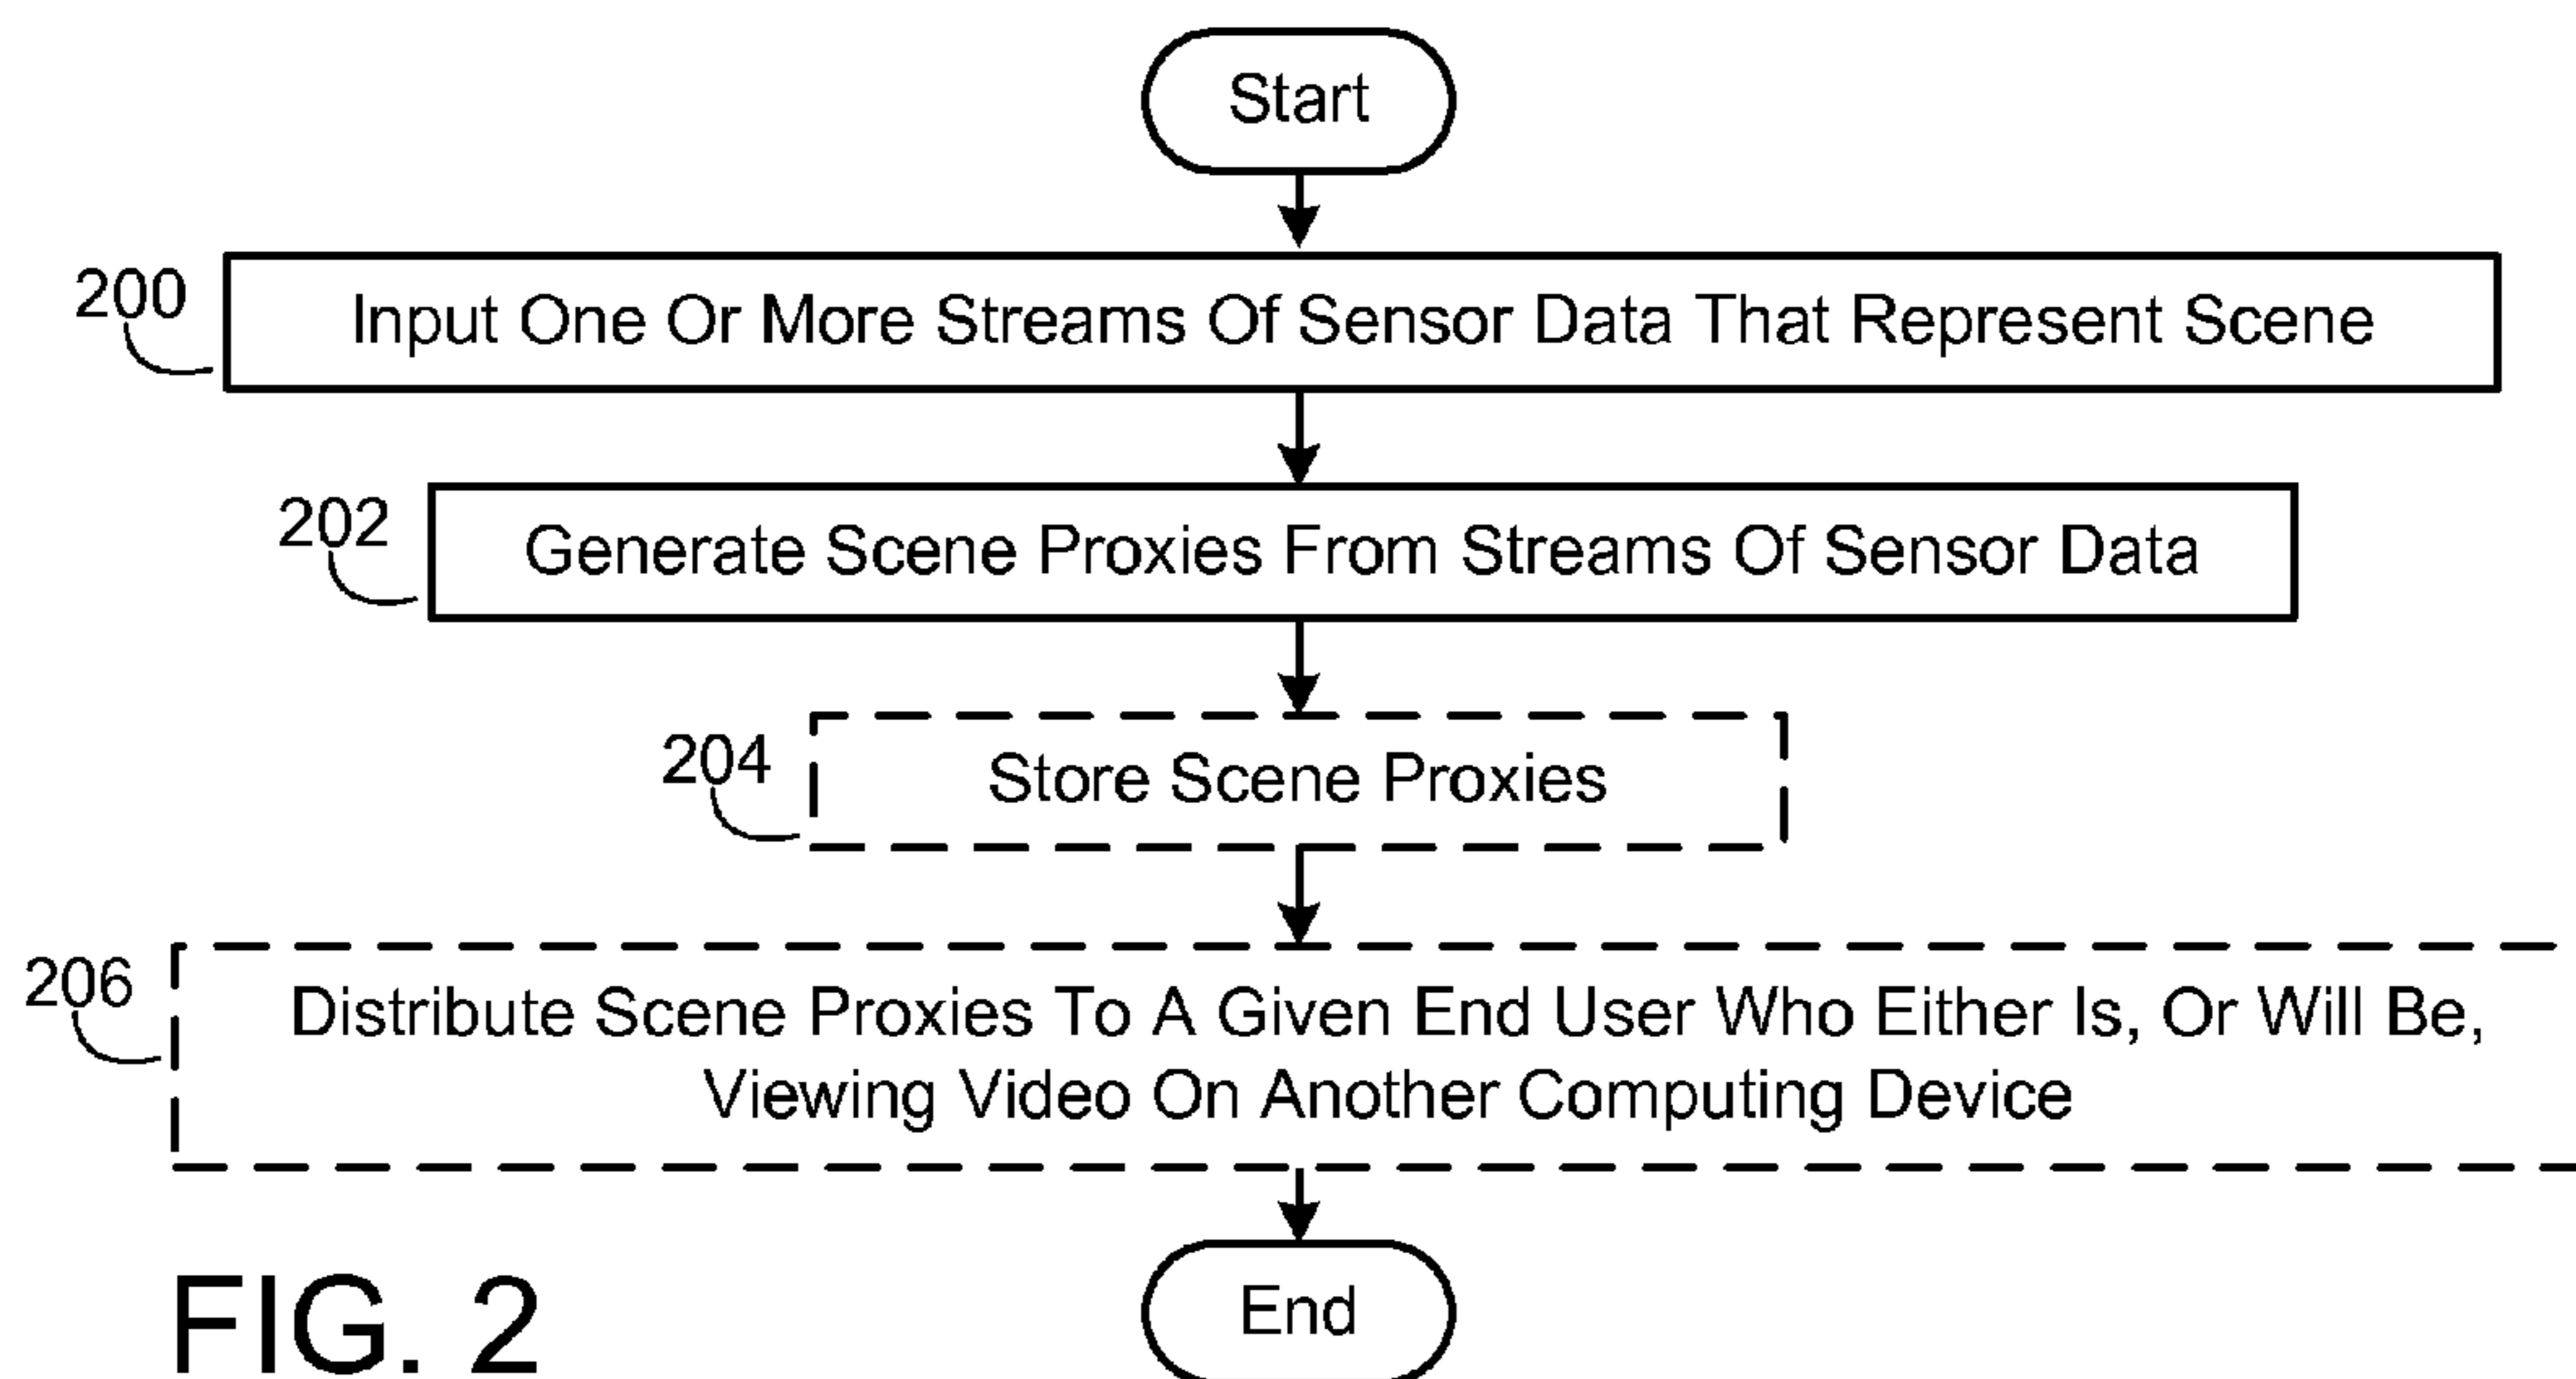 Start
200
Input One Or More Streams Of Sensor Data That Represent Scene
202
Generate Scene Proxies From Streams Of Sensor Data
204
Store Scene Proxies
206
Distribute Scene Proxies To A Given End User Who Either Is, Or Will Be,
Viewing Video On Another Computing Device
End
FIG. 2